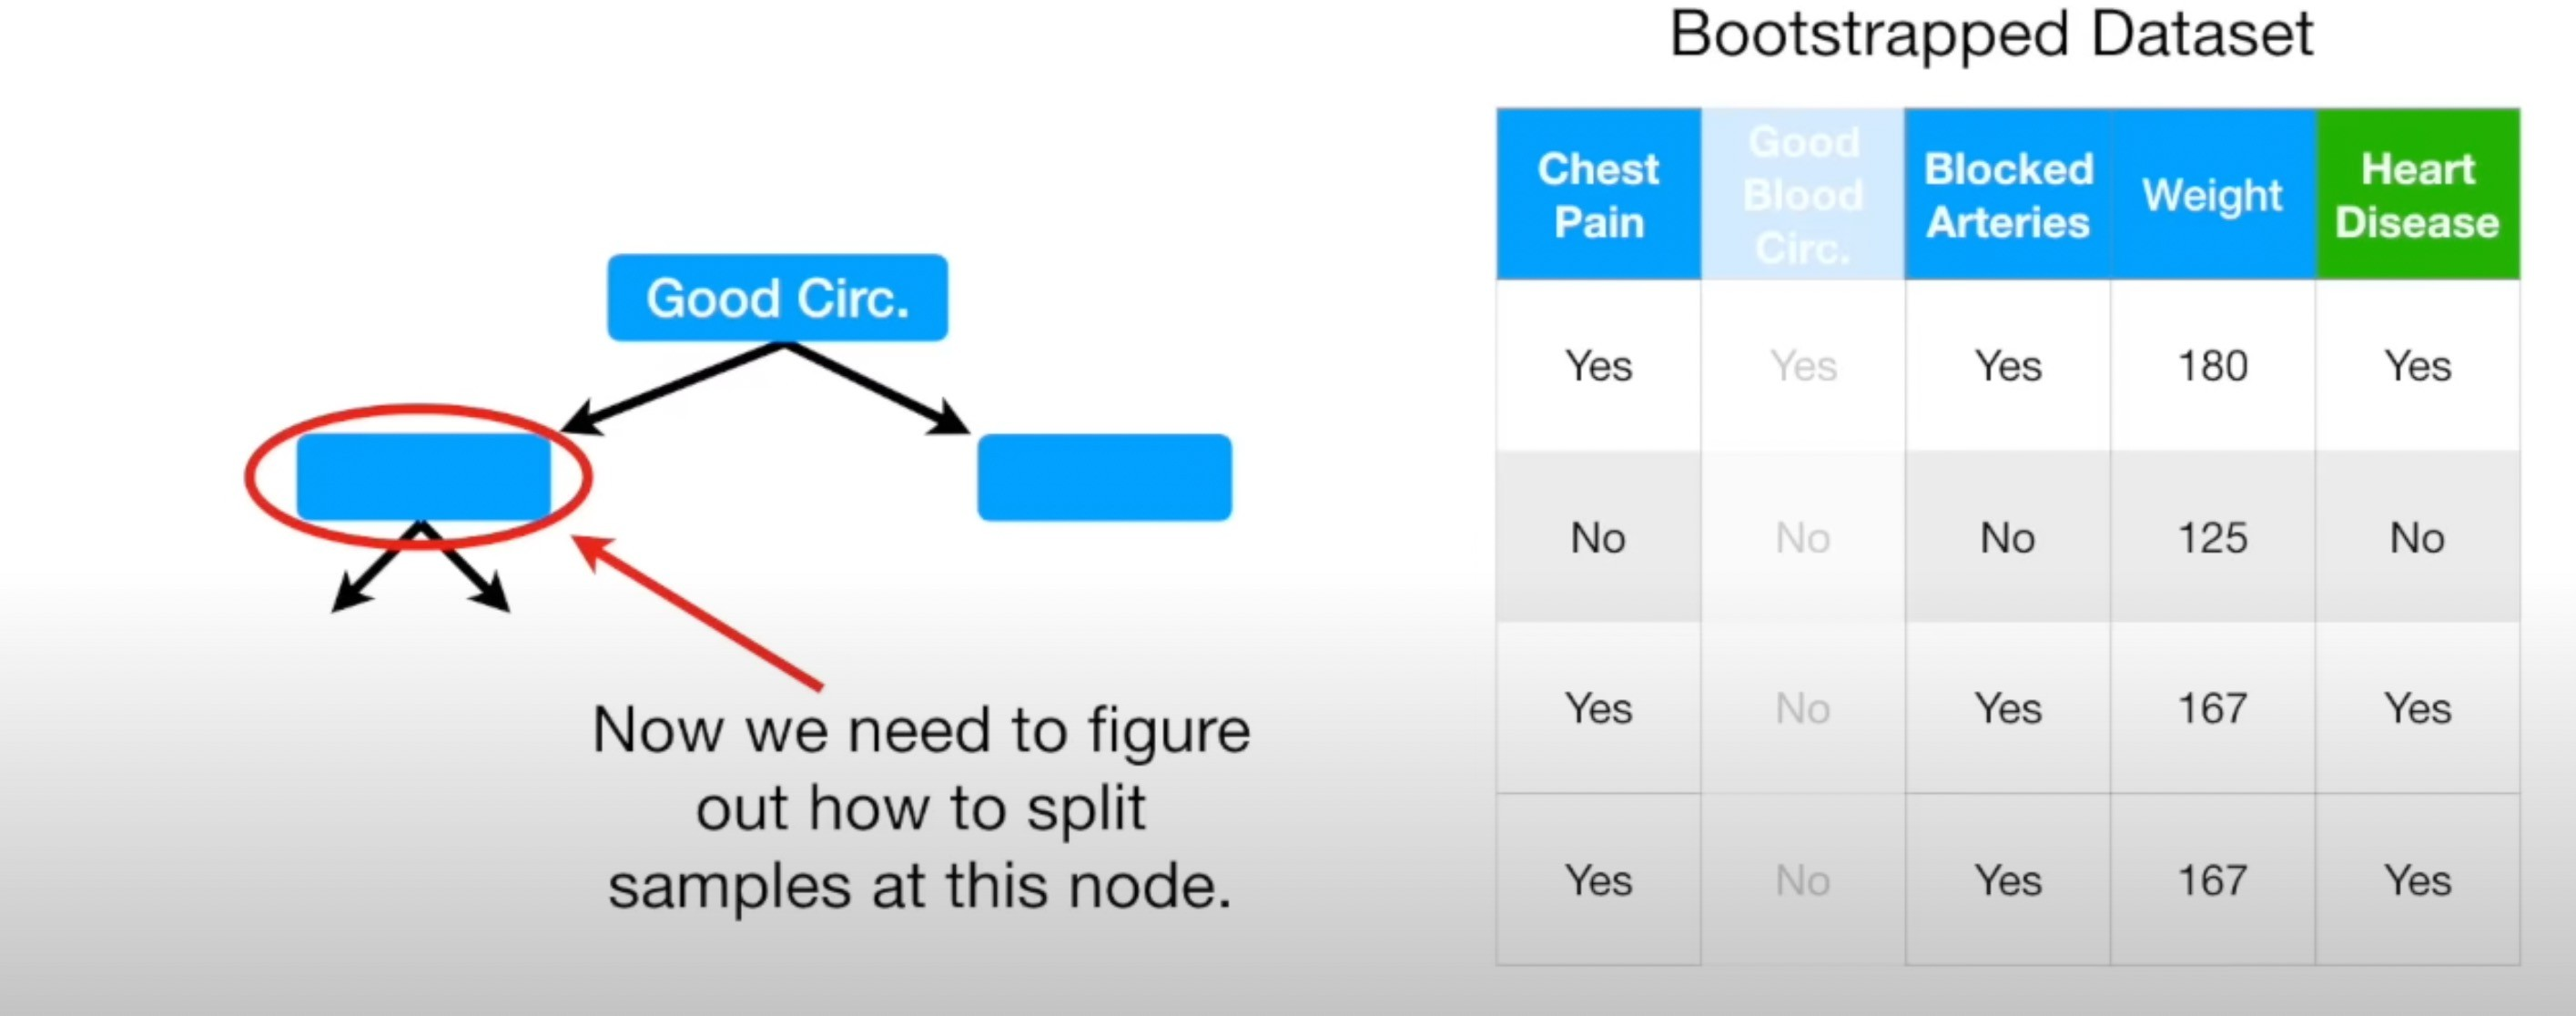 Bootstrapped Dataset
Good Circ.
Now we need to figure
out how to split
samples at this node.
Chest Pain Good Blood Circ. Blocked Arteries Weight Heart Disease
Yes Yes Yes 180 Yes
No No No 125 No
Yes No Yes 167 Yes
Yes No Yes 167 Yes